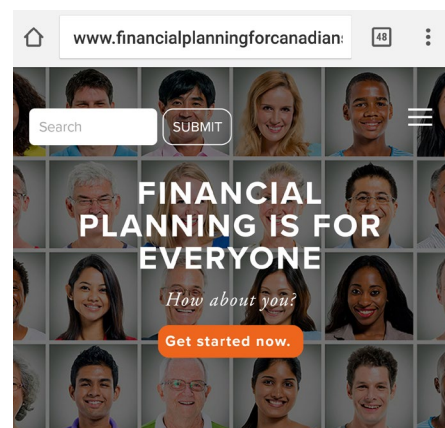 www.financialplanningforcanadian
48
Search
SUBMIT
FINANCIAL
PLANNING IS FOR
EVERYONE
How about you?
Get started now.